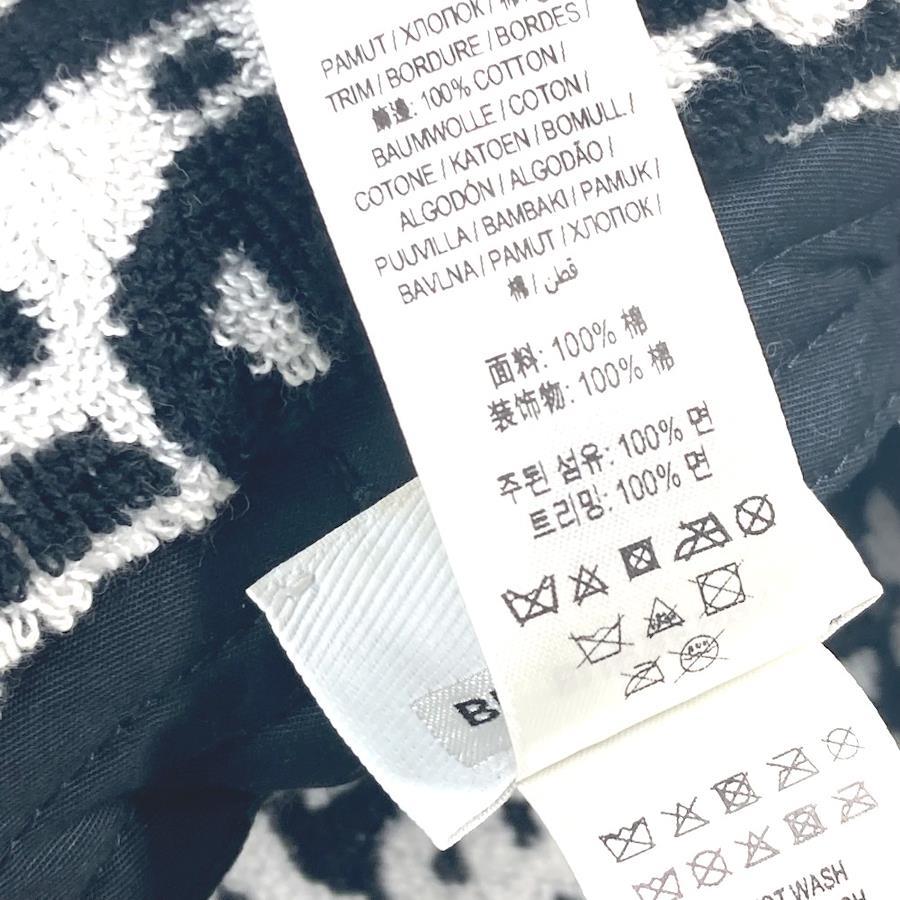 PAMUT / ХЛОПОК /
TRIM / BORDURE / BORDES /
飾邊: 100% COTTON /
BAUMWOLLE / COTON /
COTONE / KATOEN / BOMULL /
ALGODÓN / ALGODÃO /
PUUVILLA / BAMBAKI / PAMUK /
BAVLNA / PAMUT / ХЛОПОК /
棉 / قطن
面料: 100% 棉
装饰物: 100% 棉
주된 섬유: 100% 면
트리밍: 100% 면
WASH